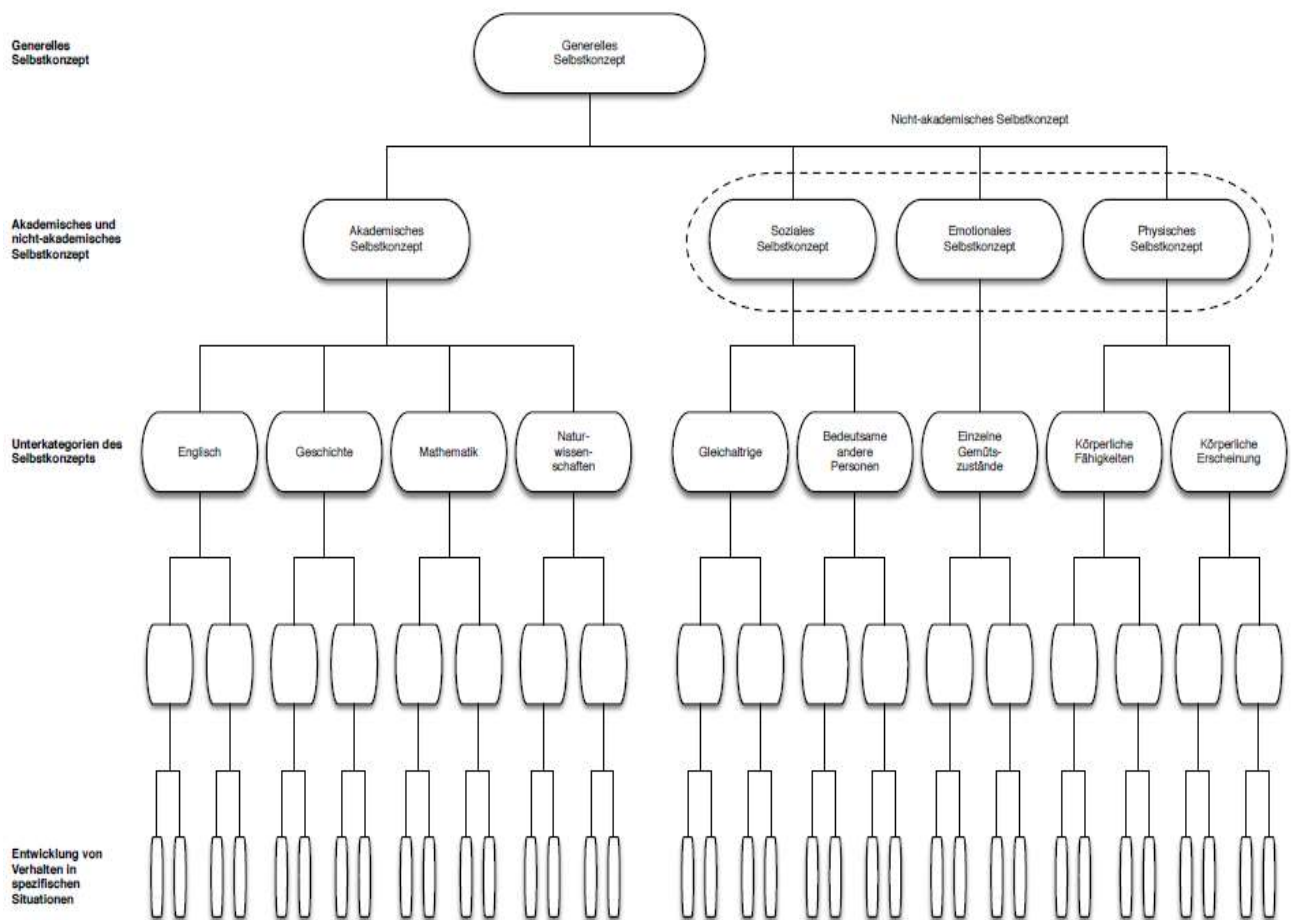 Generelles
Selbstkonzept
Generelles
Selbstkonzept
Nicht-akademisches Selbstkonzept
Akademisches und
nicht-akademisches
Selbstkonzept
Akademisches
Selbstkonzept
Soziales
Selbstkonzept
Emotionales
Selbstkonzept
Physisches
Selbstkonzept
Unterkategorien des
Selbstkonzepts
Englisch
Geschichte
Mathematik
Natur-
wissen-
schaften
Gleichaltrige
Bedeutsame
andere
Personen
Einzelne
Gemüts-
zustände
Körperliche
Fähigkeiten
Körperliche
Erscheinung
Entwicklung von
Verhalten in
spezifischen
Situationen